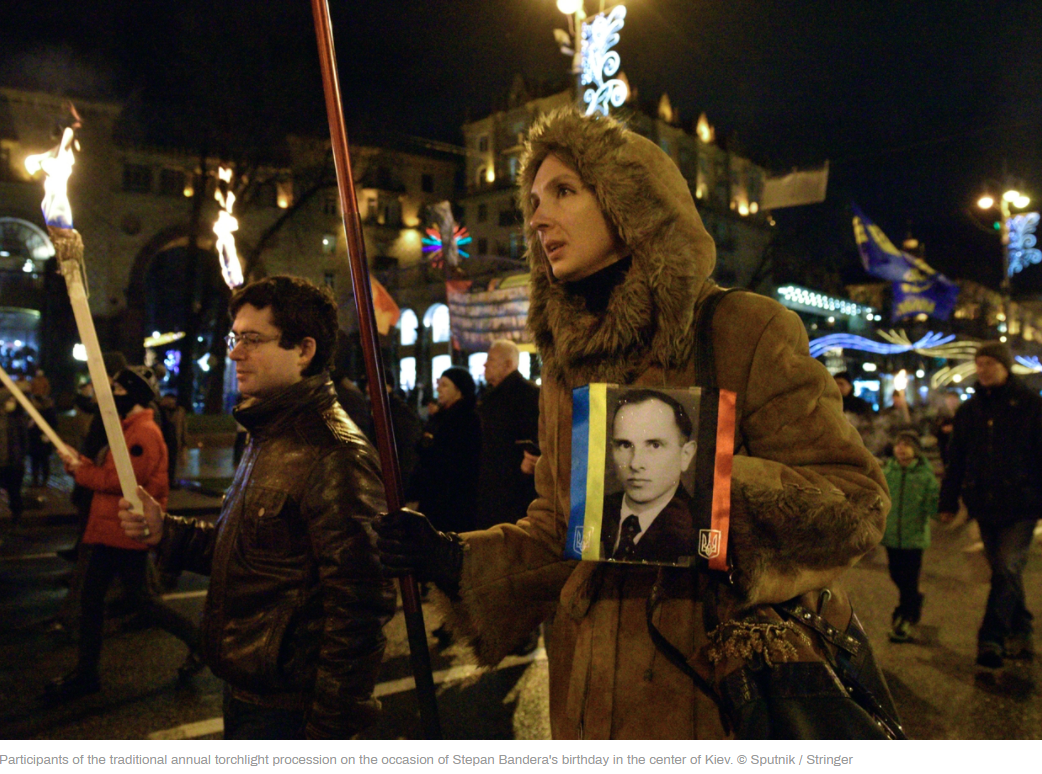 Participants of the traditional annual torchlight procession on the occasion of Stepan Bandera's birthday in the center of Kiev. © Sputnik / Stringer